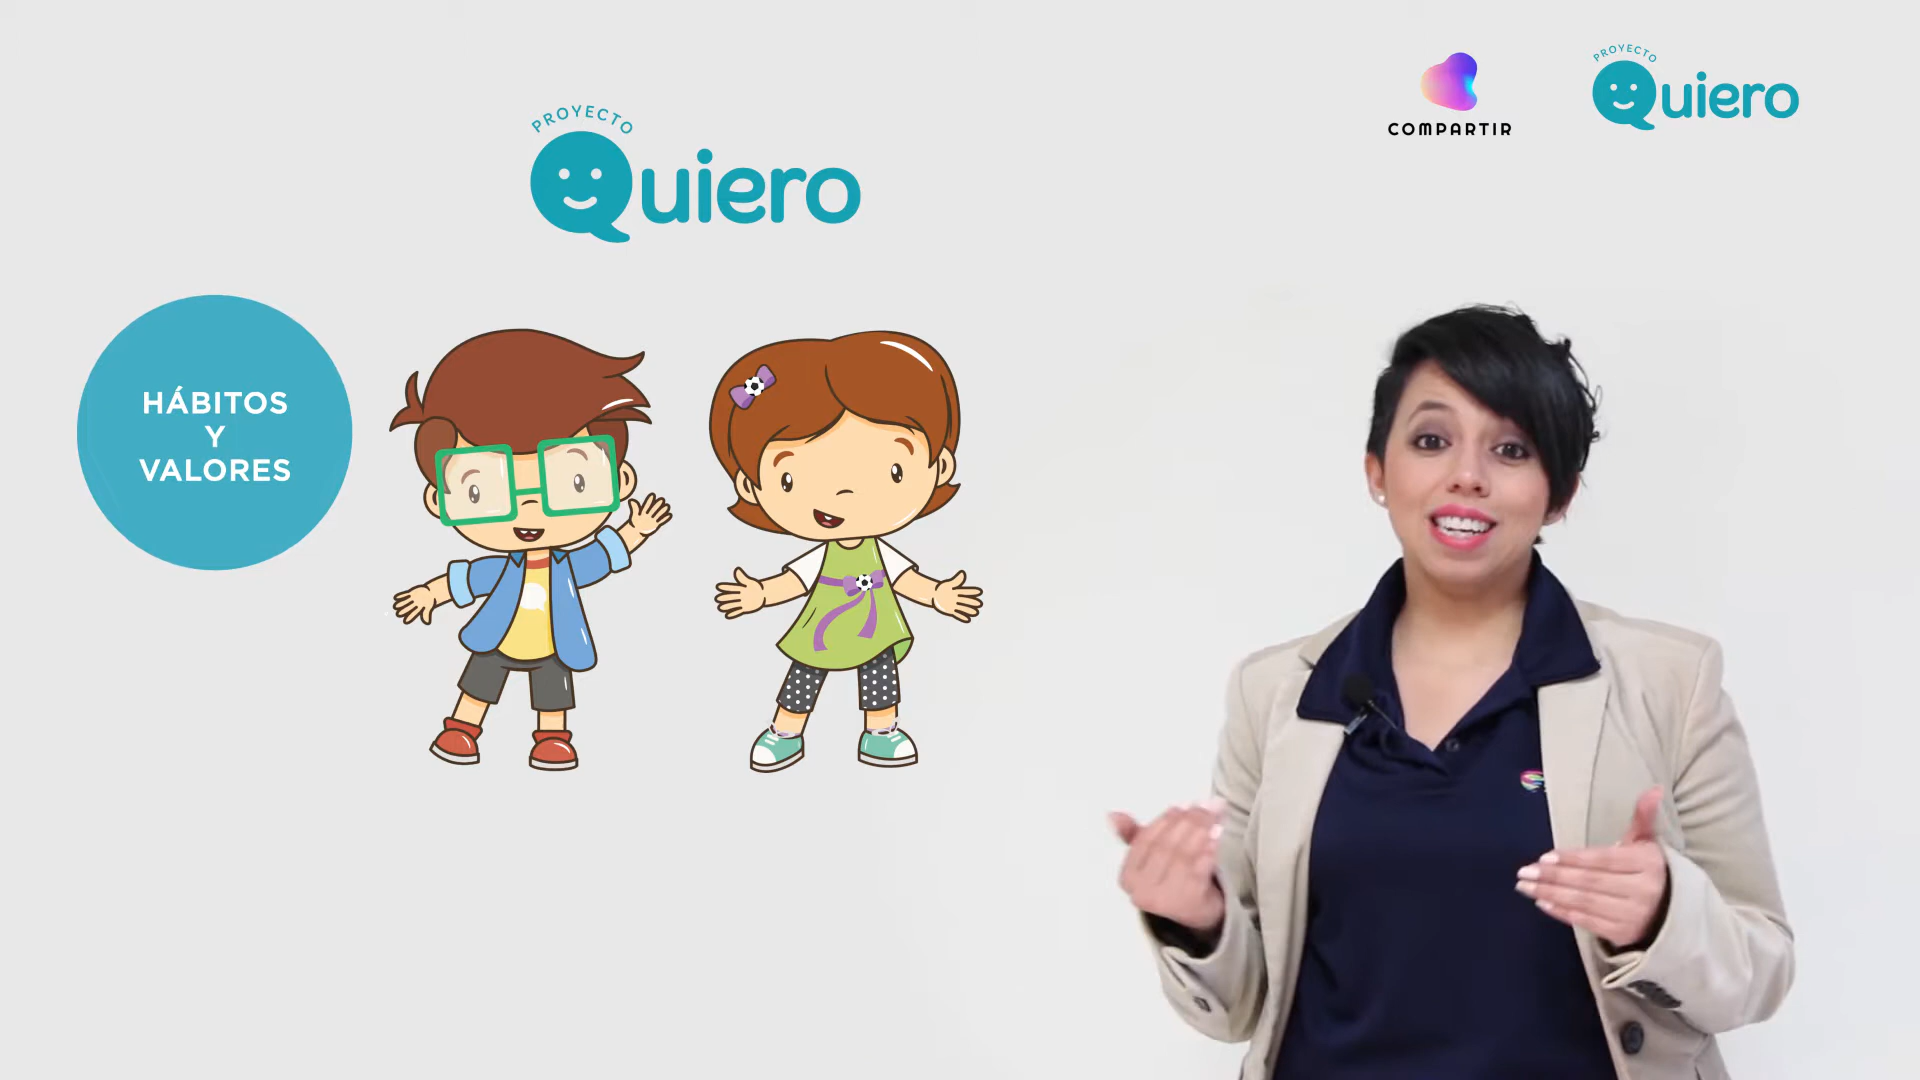 PROYECTO
Quiero
COMPARTIR
PROYECTO
Quiero
HÁBITOS
Y
VALORES